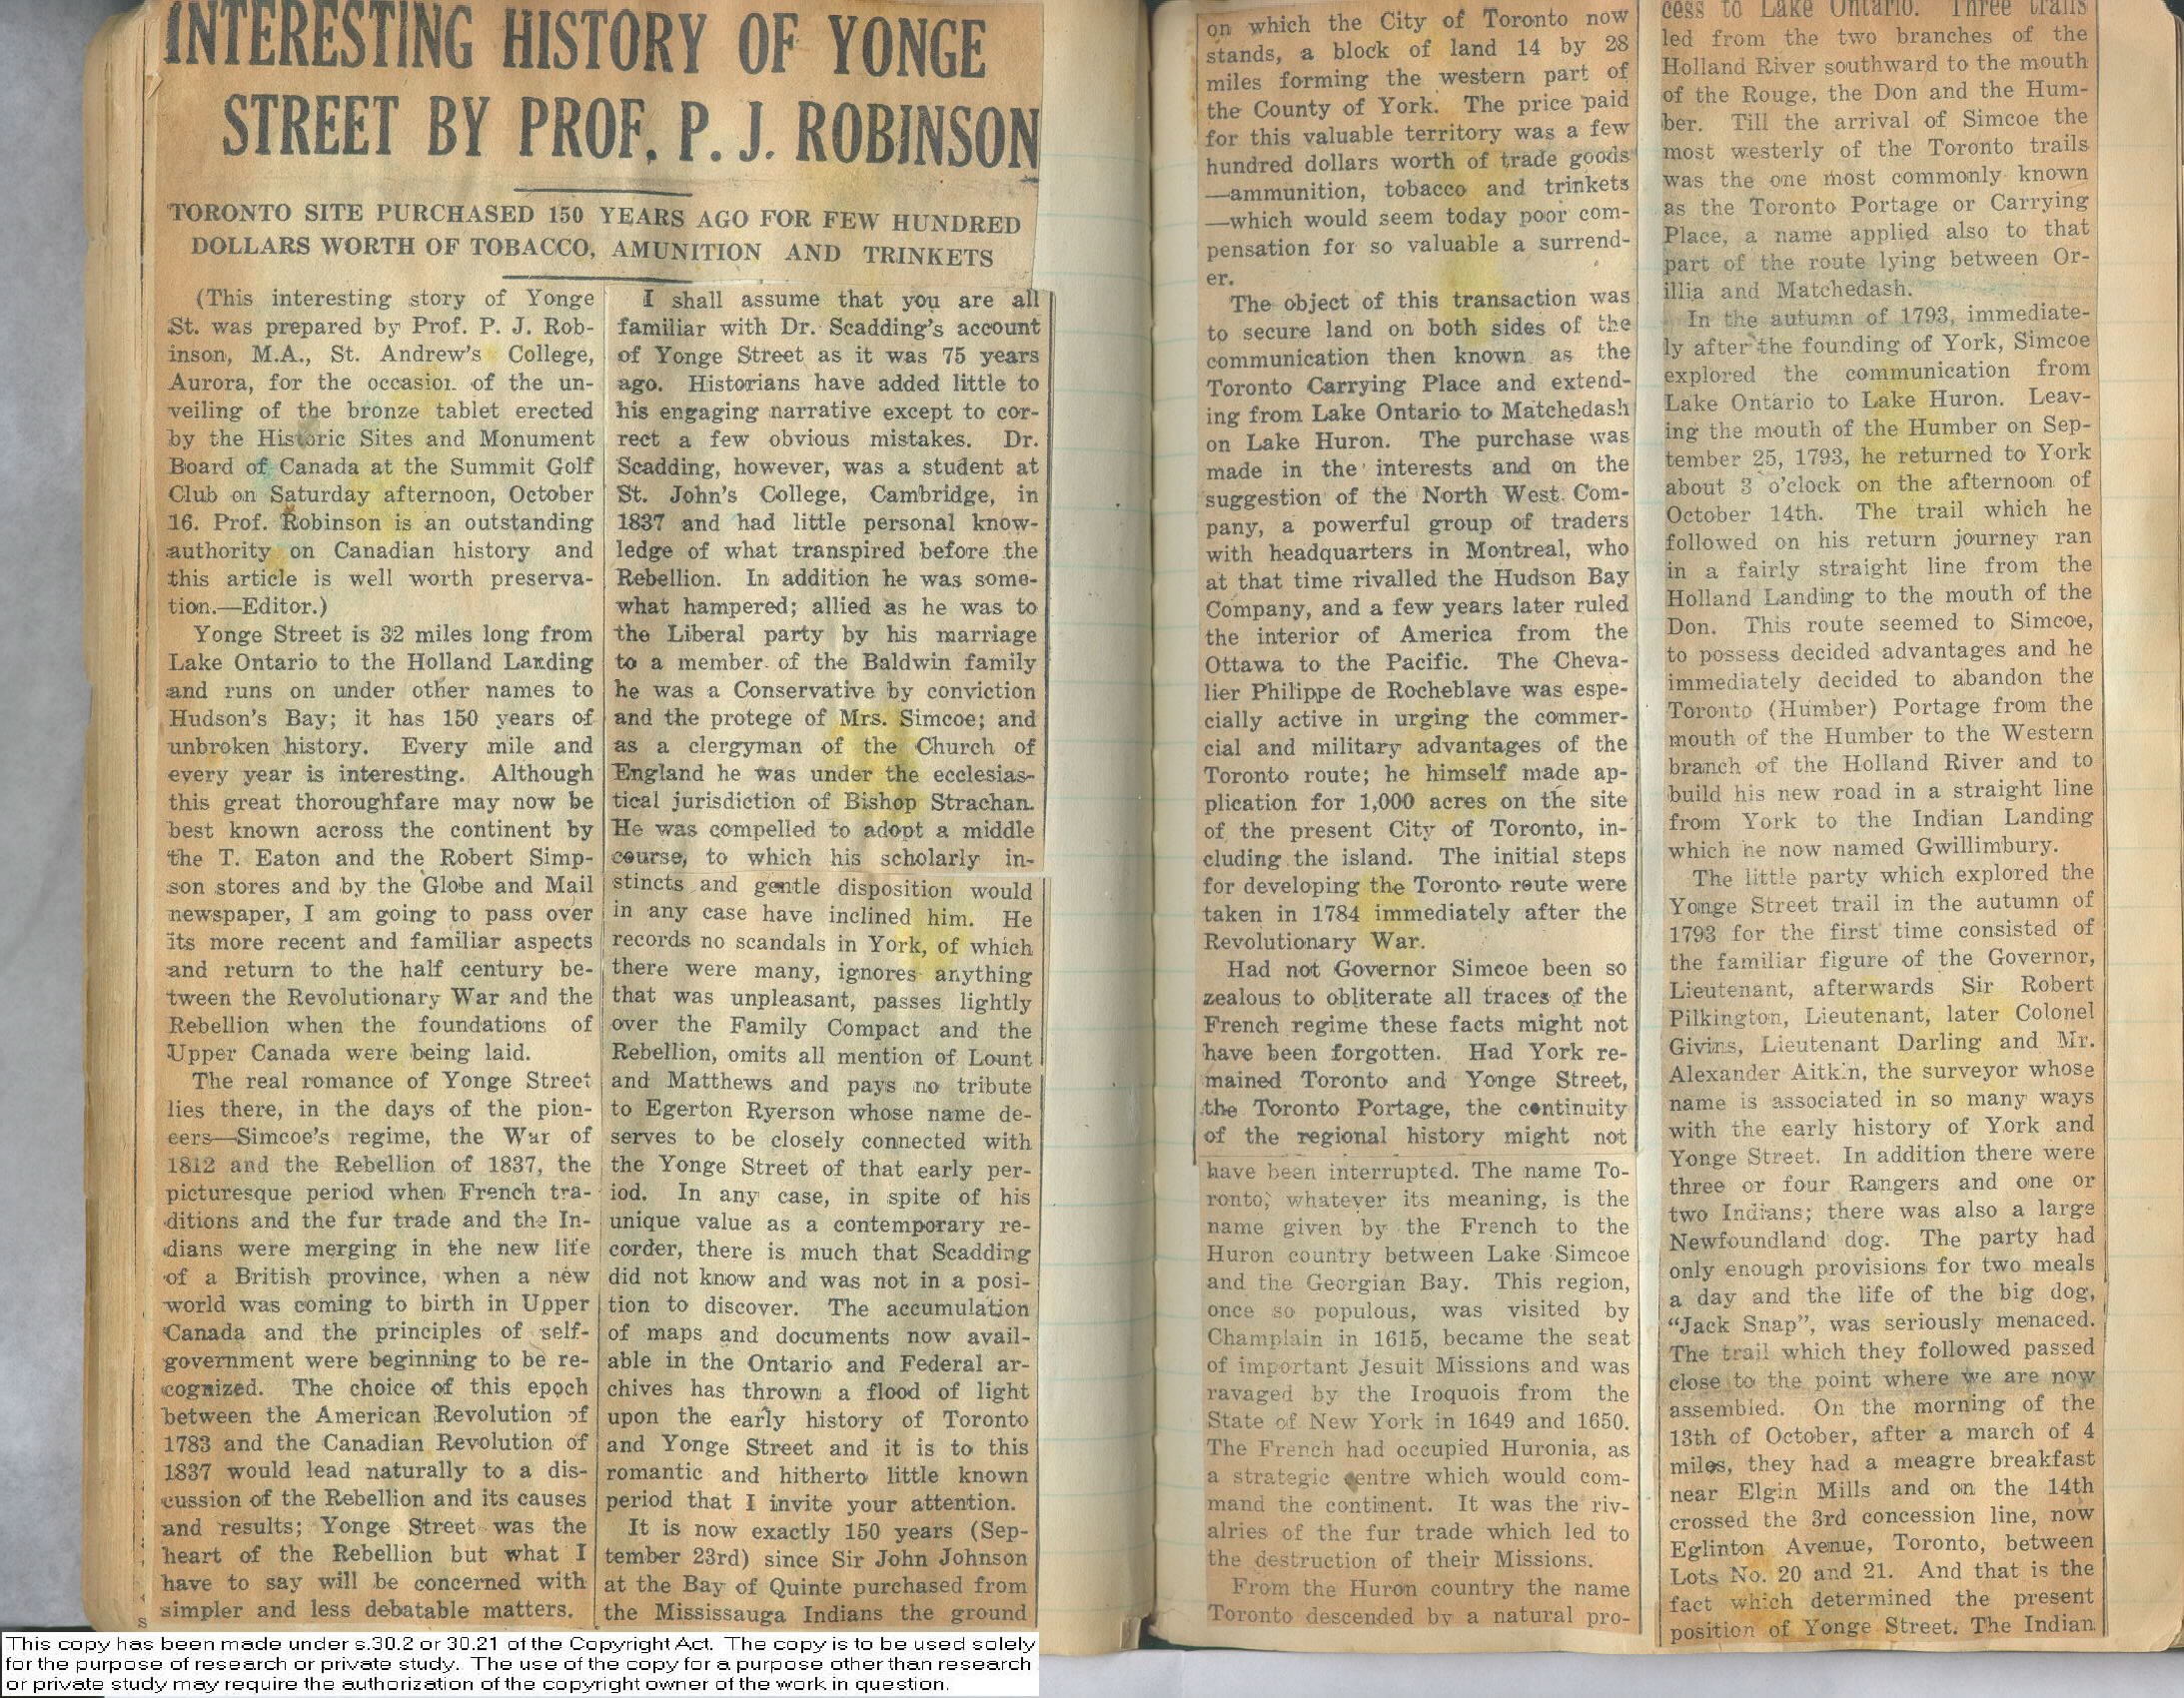 INTERESTING HISTORY OF YONGE
STREET BY PROF. P. J. ROBINSON
TORONTO SITE PURCHASED 150 YEARS AGO FOR FEW HUNDRED
DOLLARS WORTH OF TOBACCO, AMUNITION AND TRINKETS
(This interesting story of Yonge
St. was prepared by Prof. P. J. Rob-
inson, M.A., St. Andrew's College,
Aurora, for the occasion of the un-
veiling of the bronze tablet erected
by the Historic Sites and Monument
Board of Canada at the Summit Golf
Club on Saturday afternoon, October
16. Prof. Robinson is an outstanding
authority on Canadian history and
this article is well worth preserva-
tion.—Editor.)
Yonge Street is 32 miles long from
Lake Ontario to the Holland Landing
and runs on under other names to
Hudson's Bay; it has 150 years of
unbroken history. Every mile and
every year is interesting. Although
this great thoroughfare may now be
best known across the continent by
the T. Eaton and the Robert Simp-
son stores and by the Globe and Mail
newspaper, I am going to pass over
its more recent and familiar aspects
and return to the half century be-
tween the Revolutionary War and the
Rebellion when the foundations of
Upper Canada were being laid.
The real romance of Yonge Street
lies there, in the days of the pion-
eers—Simcoe's regime, the War of
1812 and the Rebellion of 1837, the
picturesque period when French tra-
ditions and the fur trade and the In-
dians were merging in the new life
of a British province, when a new
world was coming to birth in Upper
Canada and the principles of self-
government were beginning to be re-
cognized. The choice of this epoch
between the American Revolution of
1783 and the Canadian Revolution of
1837 would lead naturally to a dis-
cussion of the Rebellion and its causes
and results; Yonge Street was the
heart of the Rebellion but what I
have to say will be concerned with
simpler and less debatable matters.
I shall assume that you are all
familiar with Dr. Scadding's account
of Yonge Street as it was 75 years
ago. Historians have added little to
his engaging narrative except to cor-
rect a few obvious mistakes. Dr.
Scadding, however, was a student at
St. John's College, Cambridge, in
1837 and had little personal know-
ledge of what transpired before the
Rebellion. In addition he was some-
what hampered; allied as he was to
the Liberal party by his marriage
to a member of the Baldwin family
he was a Conservative by conviction
and the protege of Mrs. Simcoe; and
as a clergyman of the Church of
England he was under the ecclesias-
tical jurisdiction of Bishop Strachan.
He was compelled to adopt a middle
course, to which his scholarly in-
stincts and gentle disposition would
in any case have inclined him. He
records no scandals in York, of which
there were many, ignores anything
that was unpleasant, passes lightly
over the Family Compact and the
Rebellion, omits all mention of Lount
and Matthews and pays no tribute
to Egerton Ryerson whose name de-
serves to be closely connected with
the Yonge Street of that early per-
iod. In any case, in spite of his
unique value as a contemporary re-
corder, there is much that Scadding
did not know and was not in a posi-
tion to discover. The accumulation
of maps and documents now avail-
able in the Ontario and Federal ar-
chives has thrown a flood of light
upon the early history of Toronto
and Yonge Street and it is to this
romantic and hitherto little known
period that I invite your attention.
It is now exactly 150 years (Sep-
tember 23rd) since Sir John Johnson
at the Bay of Quinte purchased from
the Mississauga Indians the ground
on which the City of Toronto now
stands, a block of land 14 by 28
miles forming the western part of
the County of York. The price paid
for this valuable territory was a few
hundred dollars worth of trade goods
—ammunition, tobacco and trinkets
—which would seem today poor com-
pensation for so valuable a surrend-
er.
The object of this transaction was
to secure land on both sides of the
communication then known as the
Toronto Carrying Place and extend-
ing from Lake Ontario to Matchedash
on Lake Huron. The purchase was
made in the interests and on the
suggestion of the North West Com-
pany, a powerful group of traders
with headquarters in Montreal, who
at that time rivalled the Hudson Bay
Company, and a few years later ruled
the interior of America from the
Ottawa to the Pacific. The Cheva-
lier Philippe de Rocheblave was espe-
cially active in urging the commer-
cial and military advantages of the
Toronto route; he himself made ap-
plication for 1,000 acres on the site
of the present City of Toronto, in-
cluding the island. The initial steps
for developing the Toronto route were
taken in 1784 immediately after the
Revolutionary War.
Had not Governor Simcoe been so
zealous to obliterate all traces of the
French regime these facts might not
have been forgotten. Had York re-
mained Toronto and Yonge Street,
the Toronto Portage, the continuity
of the regional history might not
have been interrupted. The name To-
ronto, whatever its meaning, is the
name given by the French to the
Huron country between Lake Simcoe
and the Georgian Bay. This region,
once so populous, was visited by
Champlain in 1615, became the seat
of important Jesuit Missions and was
ravaged by the Iroquois from the
State of New York in 1649 and 1650.
The French had occupied Huronia, as
a strategic centre which would com-
mand the continent. It was the riv-
alries of the fur trade which led to
the destruction of their Missions.
From the Huron country the name
Toronto descended by a natural pro-
cess to Lake Ontario. Three trails
led from the two branches of the
Holland River southward to the mouth
of the Rouge, the Don and the Hum-
ber. Till the arrival of Simcoe the
most westerly of the Toronto trails
was the one most commonly known
as the Toronto Portage or Carrying
Place, a name applied also to that
part of the route lying between Or-
illia and Matchedash.
In the autumn of 1793, immediate-
ly after the founding of York, Simcoe
explored the communication from
Lake Ontario to Lake Huron. Leav-
ing the mouth of the Humber on Sep-
tember 25, 1793, he returned to York
about 3 o'clock on the afternoon of
October 14th. The trail which he
followed on his return journey ran
in a fairly straight line from the
Holland Landing to the mouth of the
Don. This route seemed to Simcoe,
to possess decided advantages and he
immediately decided to abandon the
Toronto (Humber) Portage from the
mouth of the Humber to the Western
branch of the Holland River and to
build his new road in a straight line
from York to the Indian Landing
which he now named Gwillimbury.
The little party which explored the
Yonge Street trail in the autumn of
1793 for the first time consisted of
the familiar figure of the Governor,
Lieutenant, afterwards Sir Robert
Pilkington, Lieutenant, later Colonel
Givins, Lieutenant Darling and Mr.
Alexander Aitkin, the surveyor whose
name is associated in so many ways
with the early history of York and
Yonge Street. In addition there were
three or four Rangers and one or
two Indians; there was also a large
Newfoundland dog. The party had
only enough provisions for two meals
a day and the life of the big dog,
"Jack Snap", was seriously menaced.
The trail which they followed passed
close to the point where we are now
assembled. On the morning of the
13th of October, after a march of 4
miles, they had a meagre breakfast
near Elgin Mills and on the 14th
crossed the 3rd concession line, now
Eglinton Avenue, Toronto, between
Lots No. 20 and 21. And that is the
fact which determined the present
position of Yonge Street. The Indian
This copy has been made under s.30.2 or 30.21 of the Copyright Act. The copy is to be used solely
for the purpose of research or private study. The use of the copy for a purpose other than research
or private study may require the authorization of the copyright owner of the work in question.